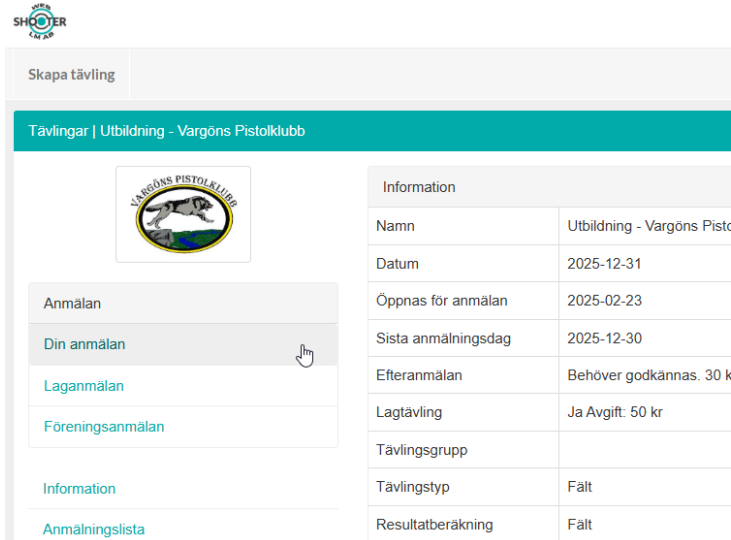 WEB
SHOOTER
LM AB
Skapa tävling
Tävlingar | Utbildning - Vargöns Pistolklubb
VARGÖNS PISTOLKLUBB
Anmälan
Din anmälan
Laganmälan
Föreningsanmälan
Information
Anmälningslista
Information
Namn Utbildning - Vargöns Pisto
Datum 2025-12-31
Öppnas för anmälan 2025-02-23
Sista anmälningsdag 2025-12-30
Efteranmälan Behöver godkännas. 30 k
Lagtävling Ja Avgift: 50 kr
Tävlingsgrupp
Tävlingstyp Fält
Resultatberäkning Fält